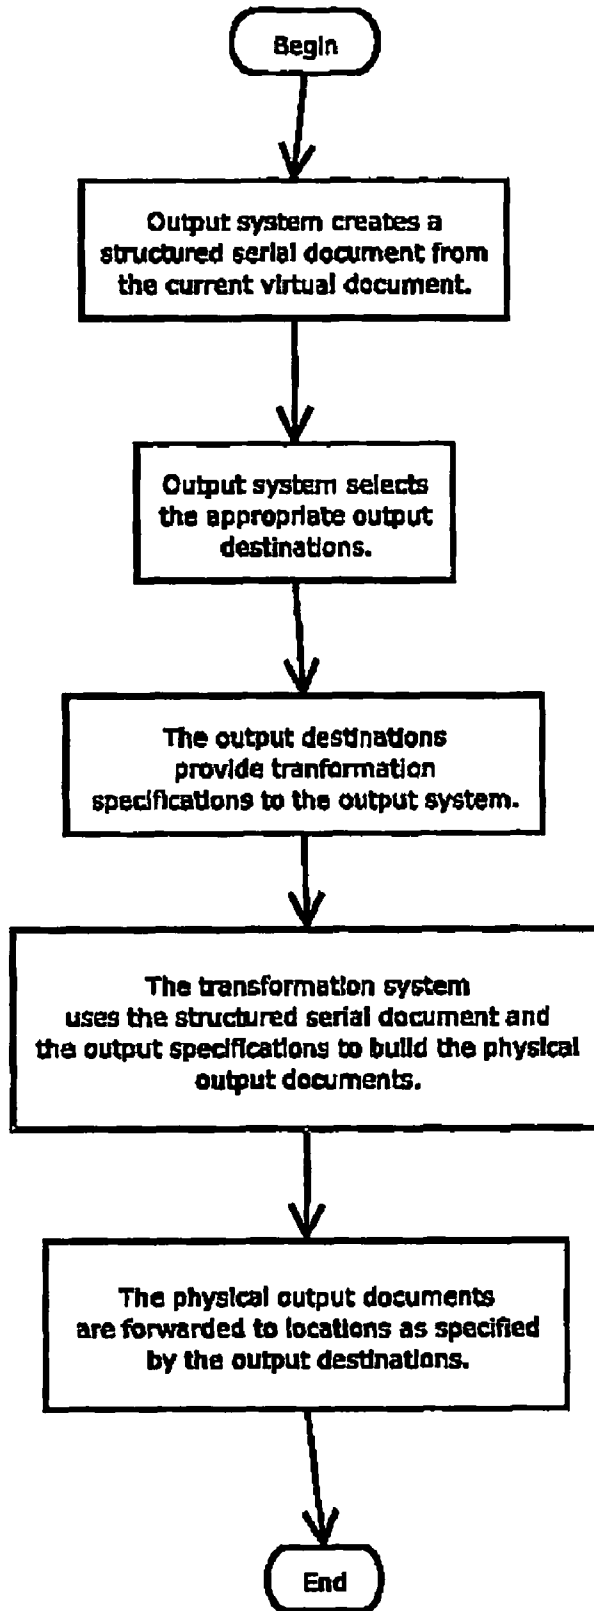 Begin
Output system creates a
structured serial document from
the current virtual document.
Output system selects
the appropriate output
destinations.
The output destinations
provide tranformation
specifications to the output system.
The transformation system
uses the structured serial document and
the output specifications to build the physical
output documents.
The physical output documents
are forwarded to locations as specified
by the output destinations.
End